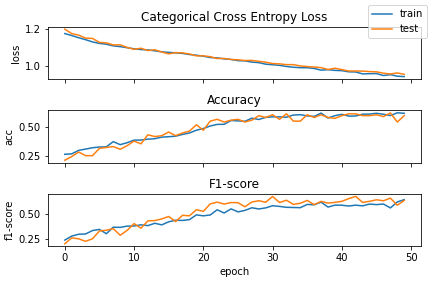 Categorical Cross Entropy Loss
train
test
1.2
1.0
loss
Accuracy
0.50
0.25
acc
F1-score
0.50
0.25
f1-score
0
10
20
30
40
50
epoch